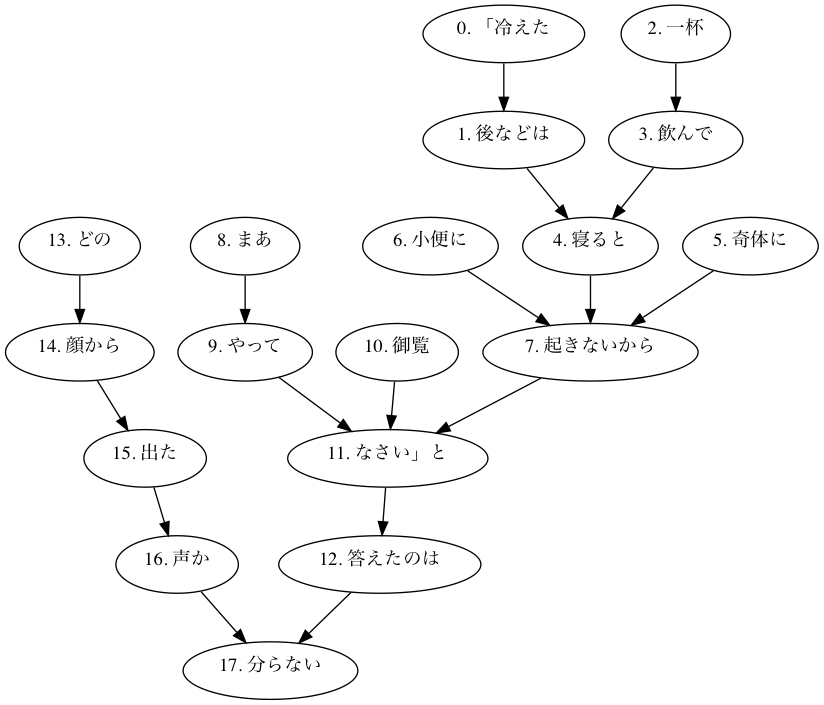 0. 「冷えた
2. 一杯
1. 後などは
3. 飲んで
13. どの
8. まあ
6. 小便に
4. 寝ると
5. 奇体に
14. 顔から
9. やって
10. 御覧
7. 起きないから
15. 出た
11. なさい」と
16. 声か
12. 答えたのは
17. 分らない